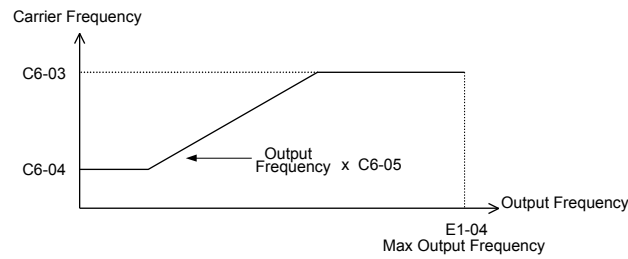 Carrier Frequency
C6-03
Output
Frequency x C6-05
C6-04
Output Frequency
E1-04
Max Output Frequency